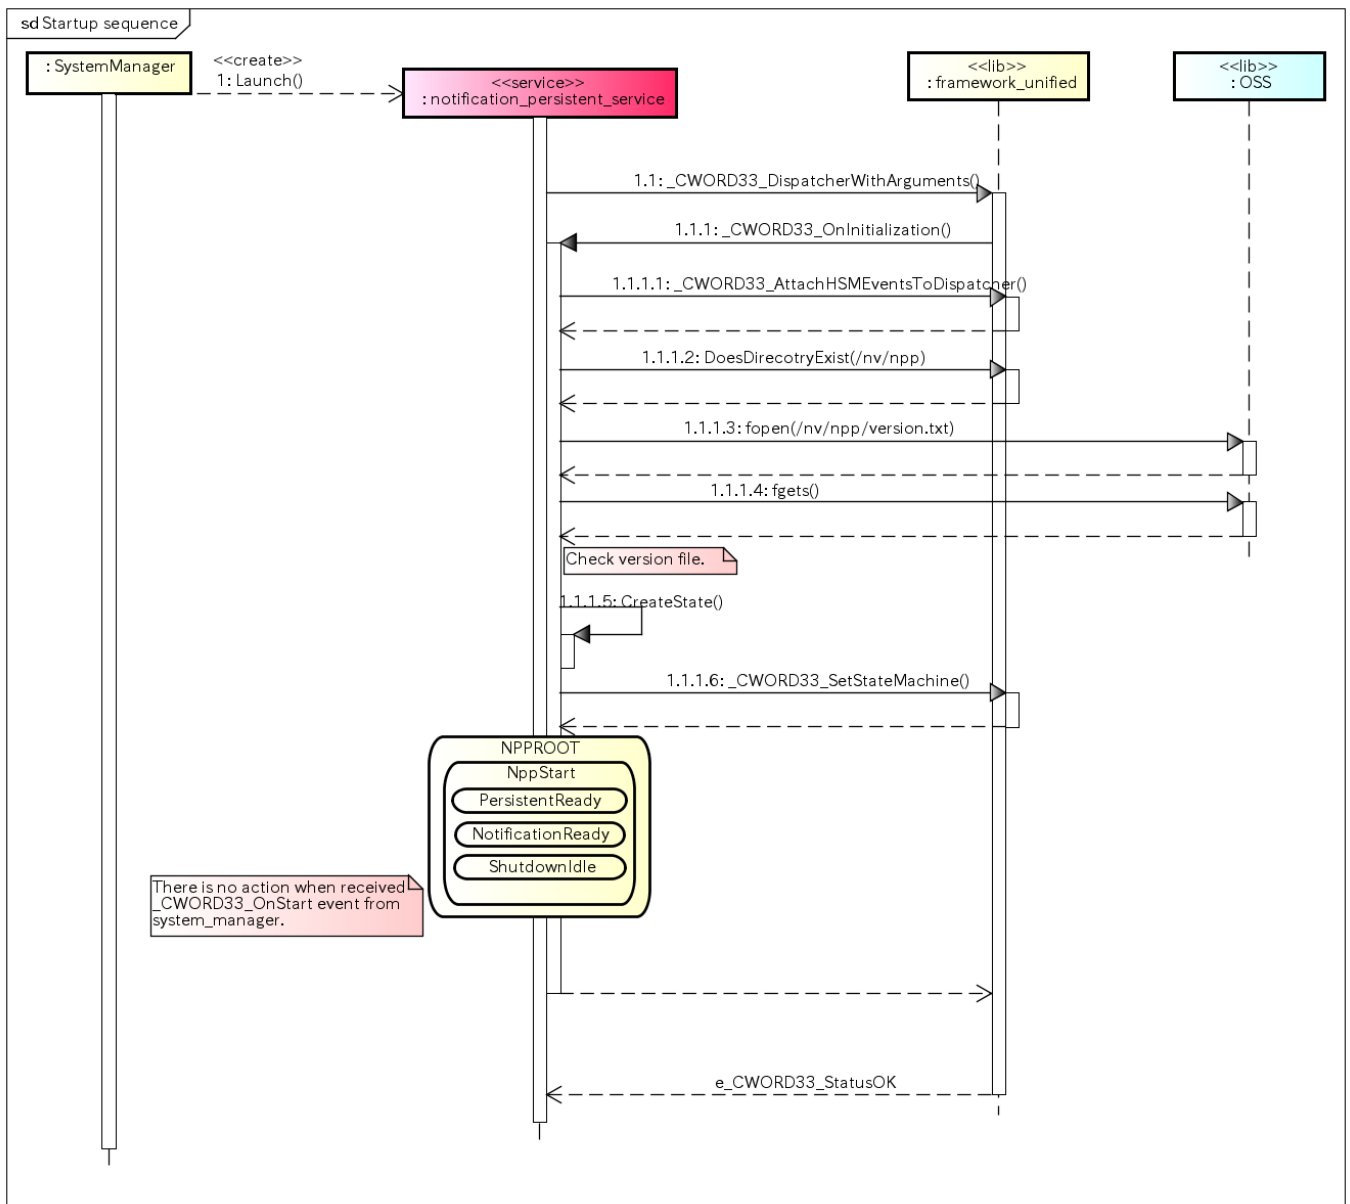 sd Startup sequence
: SystemManager
<<create>>
1: Launch()
<<service>>
: notification_persistent_service
<<lib>>
: framework_unified
<<lib>>
: OSS
1.1: _CWORD33_DispatcherWithArguments()
1.1.1: _CWORD33_OnInitialization()
1.1.1.1: _CWORD33_AttachHSMEventsToDispatcher()
1.1.1.2: DoesDirecotryExist(/nv/npp)
1.1.1.3: fopen(/nv/npp/version.txt)
1.1.1.4: fgets()
Check version file.
1.1.1.5: CreateState()
1.1.1.6: _CWORD33_SetStateMachine()
NPPROOT
NppStart
PersistentReady
NotificationReady
ShutdownIdle
There is no action when received
_CWORD33_OnStart event from
system_manager.
e_CWORD33_StatusOK